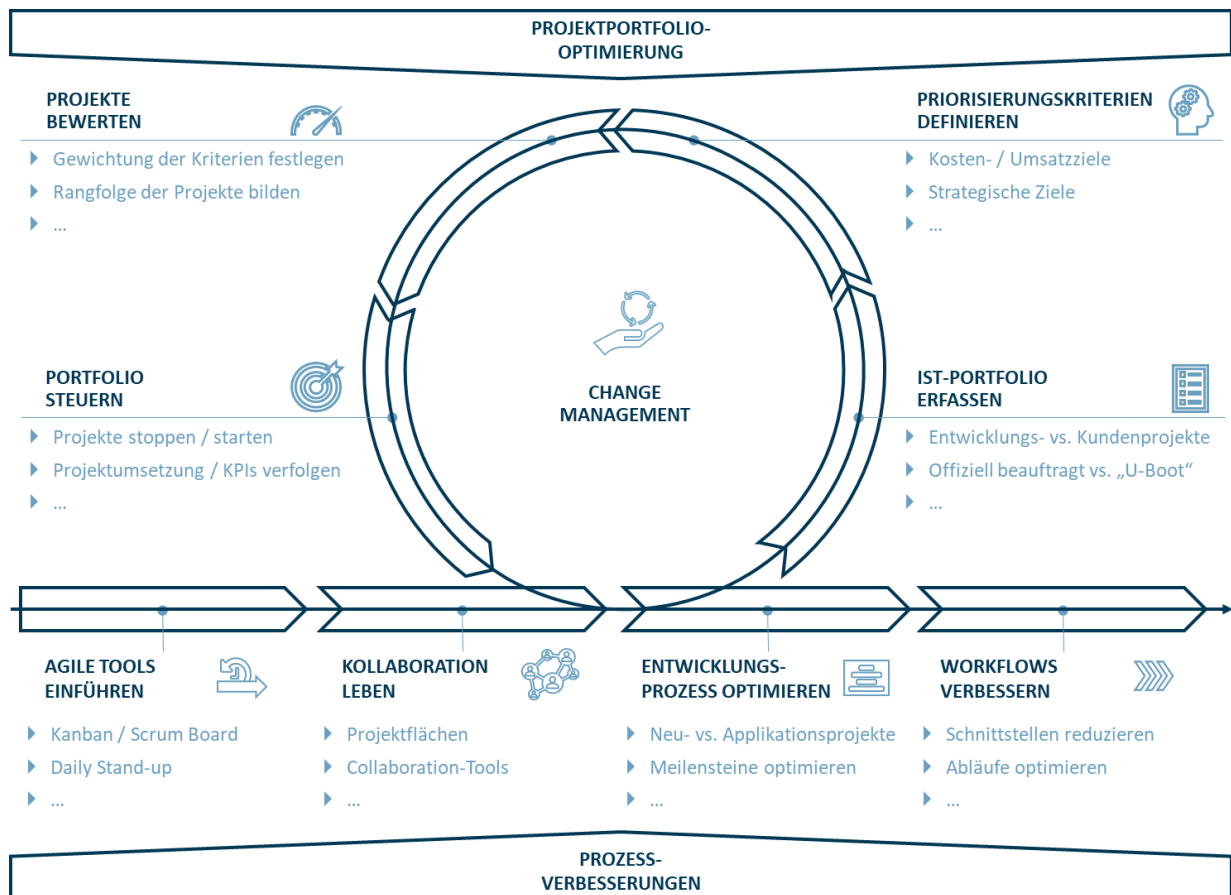 PROJEKTPORTFOLIO-
OPTIMIERUNG
PROJEKTE
BEWERTEN
Gewichtung der Kriterien festlegen
Rangfolge der Projekte bilden
...
PRIORISIERUNGSKRITERIEN
DEFINIEREN
Kosten- / Umsatzziele
Strategische Ziele
...
CHANGE
MANAGEMENT
PORTFOLIO
STEUERN
Projekte stoppen / starten
Projektumsetzung / KPIs verfolgen
...
IST-PORTFOLIO
ERFASSEN
Entwicklungs- vs. Kundenprojekte
Offiziell beauftragt vs. „U-Boot“
...
AGILE TOOLS
EINFÜHREN
Kanban / Scrum Board
Daily Stand-up
...
KOLLABORATION
LEBEN
Projektflächen
Collaboration-Tools
...
ENTWICKLUNGS-
PROZESS OPTIMIEREN
Neu- vs. Applikationsprojekte
Meilensteine optimieren
...
WORKFLOWS
VERBESSERN
Schnittstellen reduzieren
Abläufe optimieren
...
PROZESS-
VERBESSERUNGEN